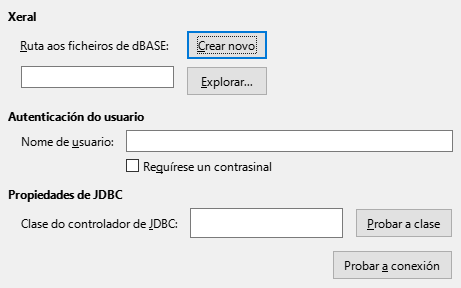 Xeral
Ruta aos ficheiros de dBASE: Crear novo
Explorar...
Autenticación do usuario
Nome de usuario:
Requírese un contrasinal
Propiedades de JDBC
Clase do controlador de JDBC: Probar a clase
Probar a conexión